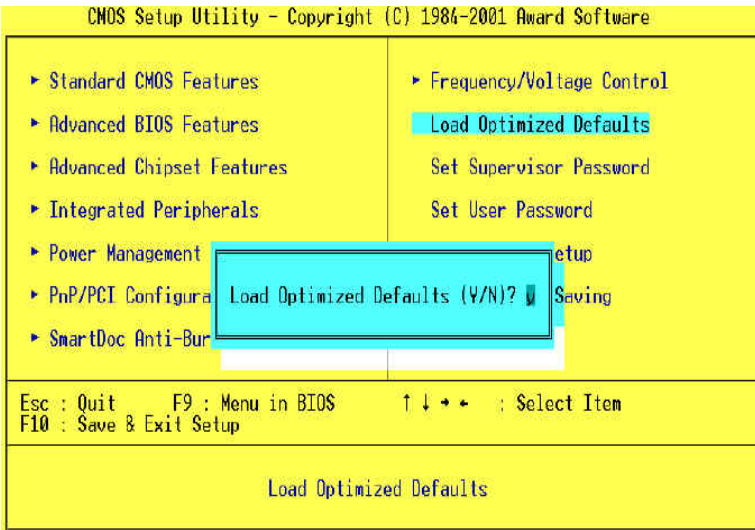 CMOS Setup Utility - Copyright (C) 1984-2001 Award Software
▸ Standard CMOS Features
▸ Advanced BIOS Features
▸ Advanced Chipset Features
▸ Integrated Peripherals
▸ Power Management
▸ PnP/PCI Configura
▸ SmartDoc Anti-Bur
▸ Frequency/Voltage Control
Load Optimized Defaults
Set Supervisor Password
Set User Password
etup
Saving
Load Optimized Defaults (Y/N)? y
Esc : Quit F9 : Menu in BIOS ↑ ↓ → ← : Select Item
F10 : Save & Exit Setup
Load Optimized Defaults